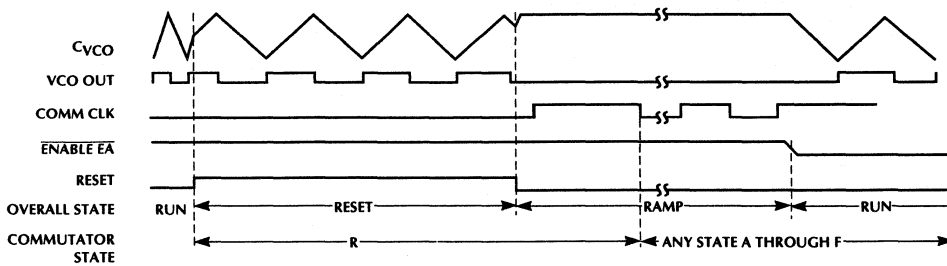 CVCO
VCO OUT
COMM CLK
ENABLE EA
RESET
OVERALL STATE RUN RESET RAMP RUN
COMMUTATOR STATE R ANY STATE A THROUGH F